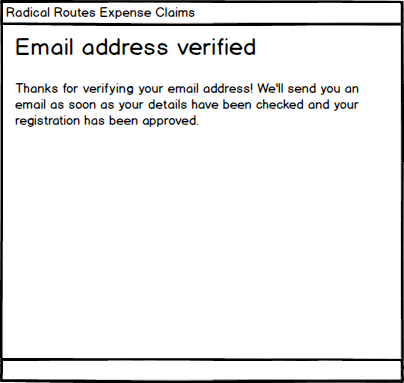 Radical Routes Expense Claims
Email address verified
Thanks for verifying your email address! We'll send you an
email as soon as your details have been checked and your
registration has been approved.